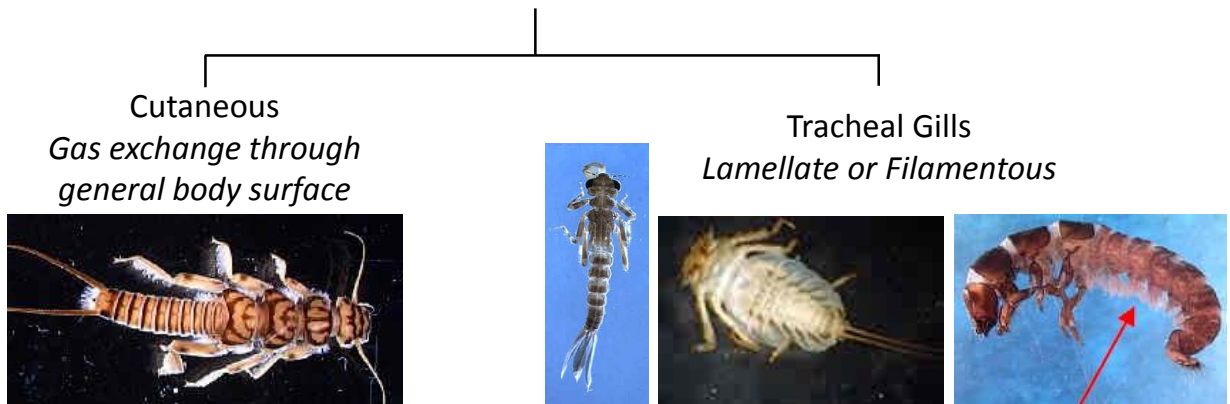 Cutaneous
Gas exchange through
general body surface
Tracheal Gills
Lamellate or Filamentous